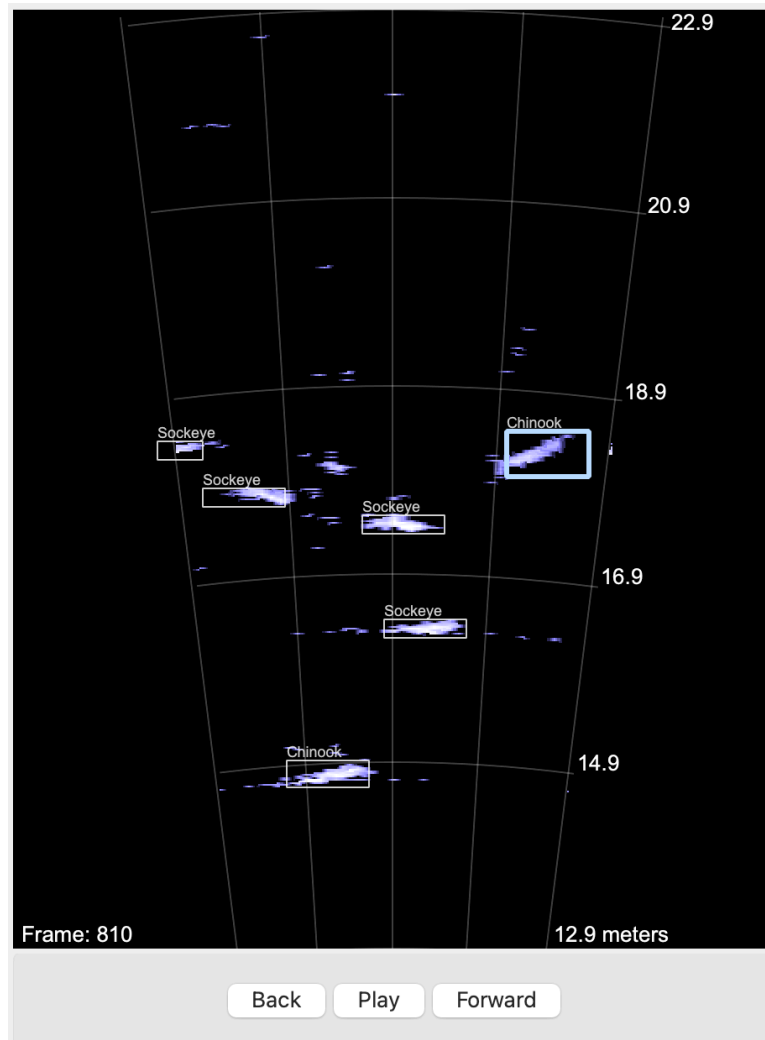 22.9
20.9
18.9
Chinook
Sockeye
Sockeye
Sockeye
16.9
Sockeye
Chinook
14.9
Frame: 810
12.9 meters
Back
Play
Forward